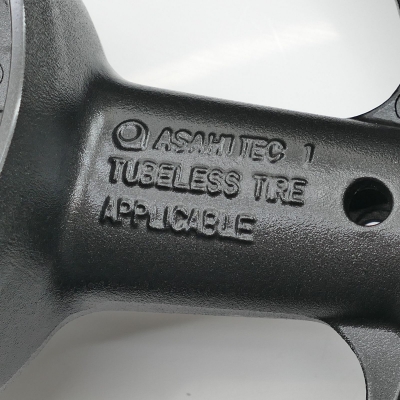 ASAHI TEC 1
TUBELESS TIRE
APPLICABLE